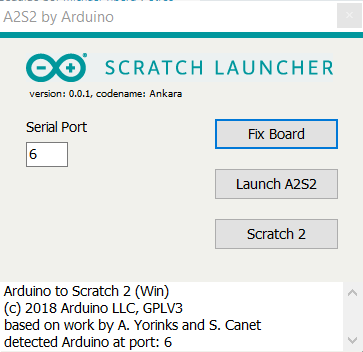 A2S2 by Arduino
SCRATCH LAUNCHER
version: 0.0.1, codename: Ankara
Serial Port
6
Fix Board
Launch A2S2
Scratch 2
Arduino to Scratch 2 (Win)
(c) 2018 Arduino LLC, GPLV3
based on work by A. Yorinks and S. Canet
detected Arduino at port: 6